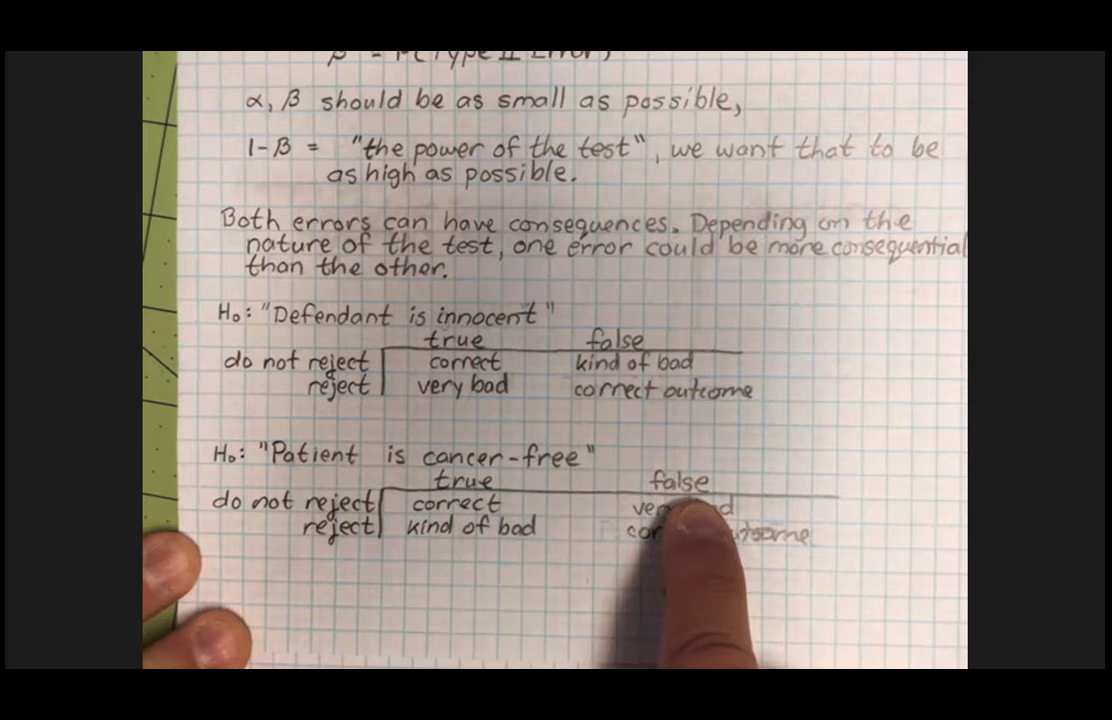 β = P(Type II Error)
α, β should be as small as possible,
1-β = "the power of the test", we want that to be
as high as possible.
Both errors can have consequences. Depending on the
nature of the test, one error could be more consequential
than the other.
H₀: "Defendant is innocent"
true false
do not reject correct kind of bad
reject very bad correct outcome
H₀: "Patient is cancer-free"
true false
do not reject correct
reject kind of bad